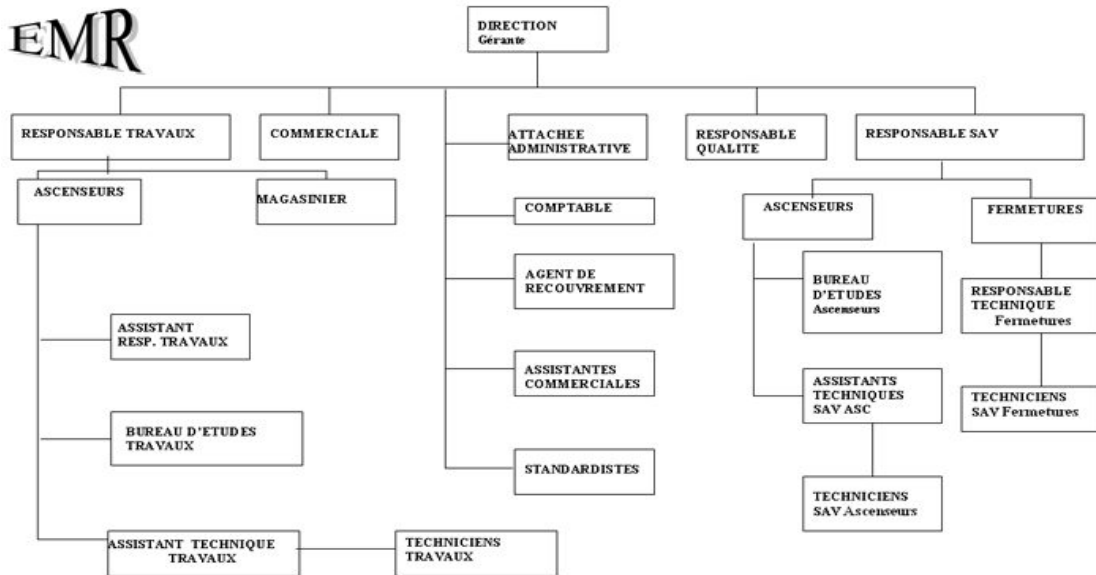 EMR
DIRECTION
Gérante
RESPONSABLE TRAVAUX
COMMERCIALE
ATTACHEE
ADMINISTRATIVE
RESPONSABLE
QUALITE
RESPONSABLE SAV
ASCENSEURS
MAGASINIER
COMPTABLE
ASCENSEURS
FERMETURES
AGENT DE
RECOUVREMENT
BUREAU
D'ETUDES
Ascenseurs
RESPONSABLE
TECHNIQUE
Fermetures
ASSISTANT
RESP. TRAVAUX
ASSISTANTES
COMMERCIALES
ASSISTANTS
TECHNIQUES
SAV ASC
TECHNICIENS
SAV Fermetures
BUREAU D'ETUDES
TRAVAUX
STANDARDISTES
TECHNICIENS
SAV Ascenseurs
ASSISTANT TECHNIQUE
TRAVAUX
TECHNICIENS
TRAVAUX